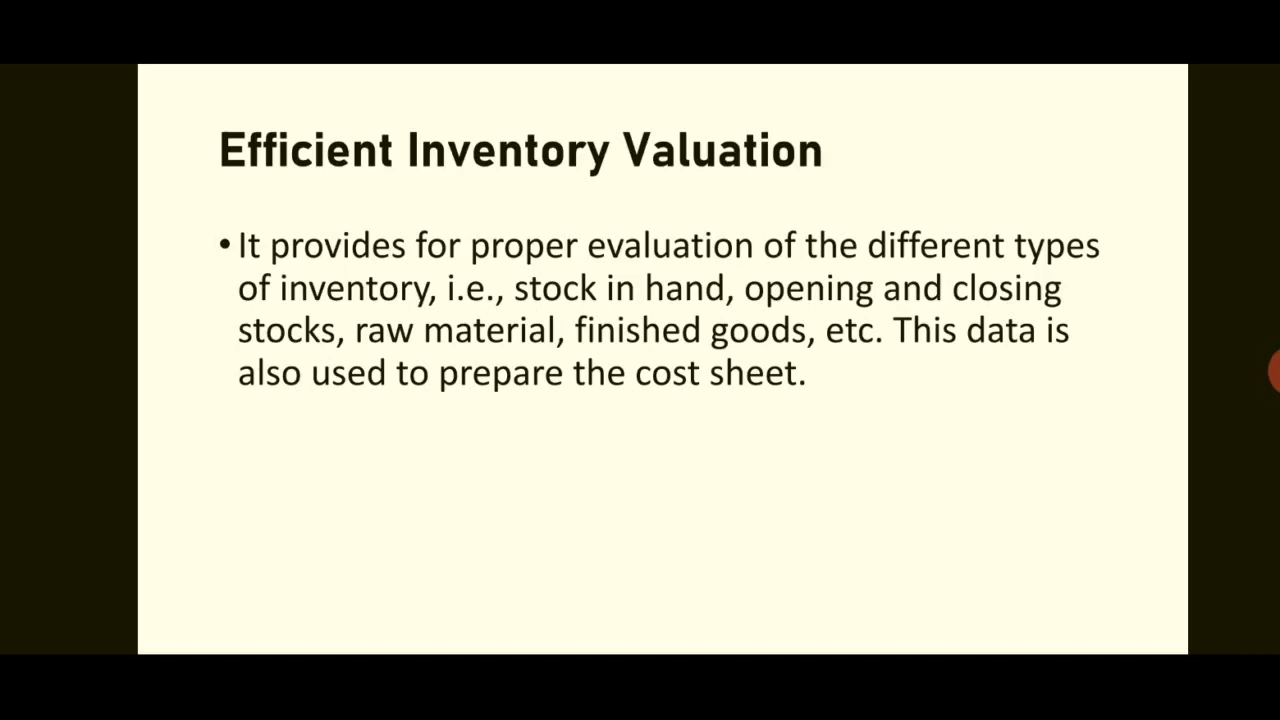 Efficient Inventory Valuation
• It provides for proper evaluation of the different types
of inventory, i.e., stock in hand, opening and closing
stocks, raw material, finished goods, etc. This data is
also used to prepare the cost sheet.